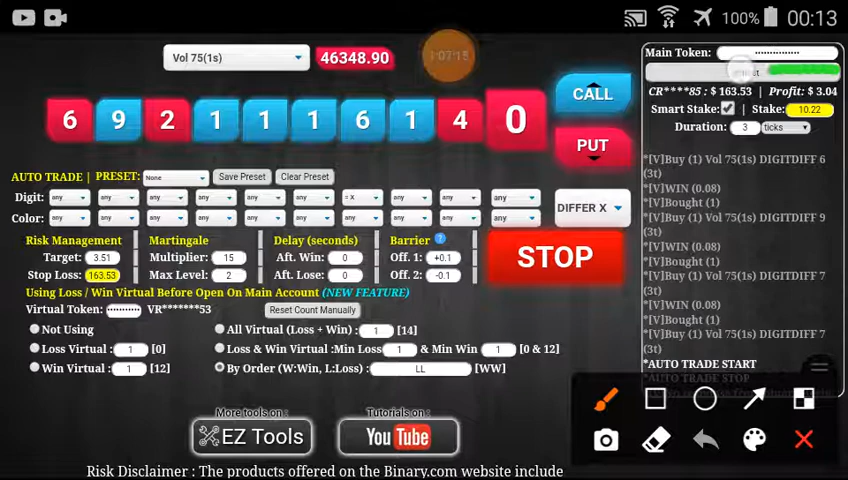 100% 00:13
Vol 75(1s) 46348.90 1:07:15
CALL
PUT
6 9 2 1 1 1 6 1 4 0
AUTO TRADE | PRESET: None Save Preset Clear Preset
Digit: any any any any any any = X any any any
Color: any any any any any any any any any any
DIFFER X
Risk Management Martingale Delay (seconds) Barrier ?
Target: 3.51 Multiplier: 15 Aft. Win: 0 Off. 1: +0.1
Stop Loss: 163.53 Max Level: 2 Aft. Loss: 0 Off. 2: -0.1
STOP
Using Loss / Win Virtual Before Open On Main Account (NEW FEATURE)
Virtual Token: ••••••••••• VR*******53 Reset Count Manually
Not Using All Virtual (Loss + Win) : 1 [14]
Loss Virtual : 1 [0] Loss & Win Virtual :Min Loss 1 & Min Win 1 [0 & 12]
Win Virtual : 1 [12] By Order (W:Win, L:Loss) : LL [WW]
More tools on : Tutorials on :
EZ Tools YouTube
Risk Disclaimer : The products offered on the Binary.com website include
Main Token: •••••••••••••••
CR****85 : $ 163.53 | Profit: $ 3.04
Smart Stake: Stake: 10.22
Duration: 3 ticks
*[V]Buy (1) Vol 75(1s) DIGITDIFF 6
(3t)
*[V]WIN (0.08)
*[V]Bought (1)
*[V]Buy (1) Vol 75(1s) DIGITDIFF 9
(3t)
*[V]WIN (0.08)
*[V]Bought (1)
*[V]Buy (1) Vol 75(1s) DIGITDIFF 7
(3t)
*[V]WIN (0.08)
*[V]Bought (1)
*[V]Buy (1) Vol 75(1s) DIGITDIFF 7
(3t)
*AUTO TRADE START
*AUTO TRADE STOP